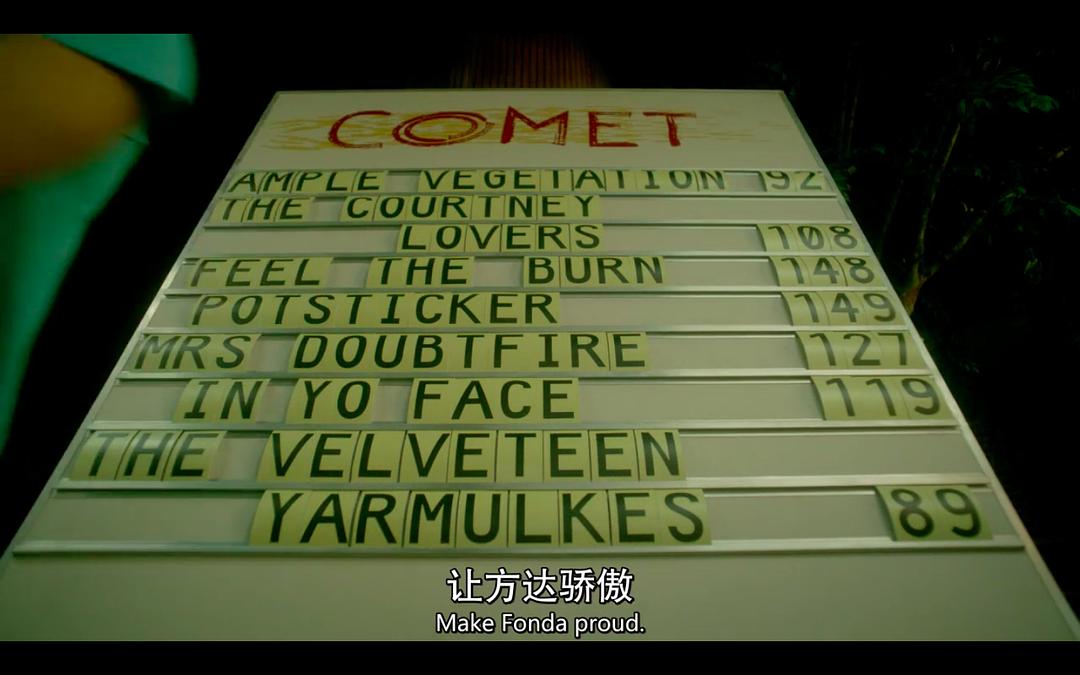 COMET
AMPLE VEGETATION 92
THE COURTNEY
LOVERS 108
FEEL THE BURN 148
POTSTICKER 149
MRS DOUBTFIRE 127
IN YO FACE 119
THE VELVETEEN
YARMULKES 89
让方达骄傲
Make Fonda proud.